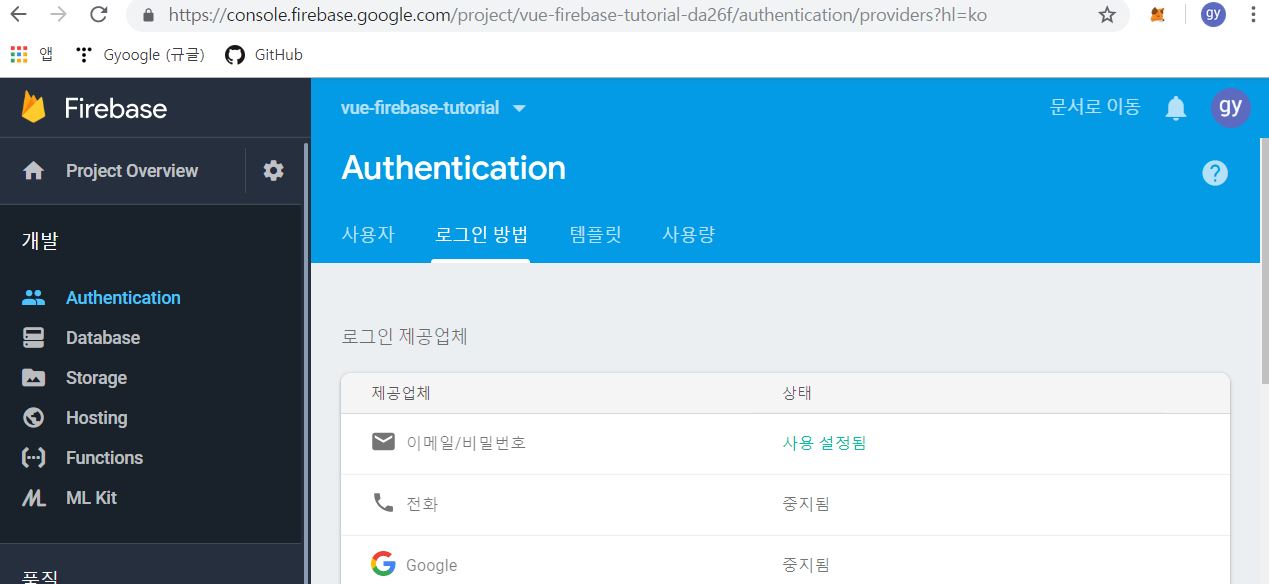 https://console.firebase.google.com/project/vue-firebase-tutorial-da26f/authentication/providers?hl=ko
gy
앱
Gyoogle (규글)
GitHub
Firebase
vue-firebase-tutorial
문서로 이동
gy
Project Overview
Authentication
?
사용자
로그인 방법
템플릿
사용량
개발
Authentication
Database
Storage
Hosting
Functions
ML Kit
품질
로그인 제공업체
제공업체
상태
이메일/비밀번호
사용 설정됨
전화
중지됨
Google
중지됨